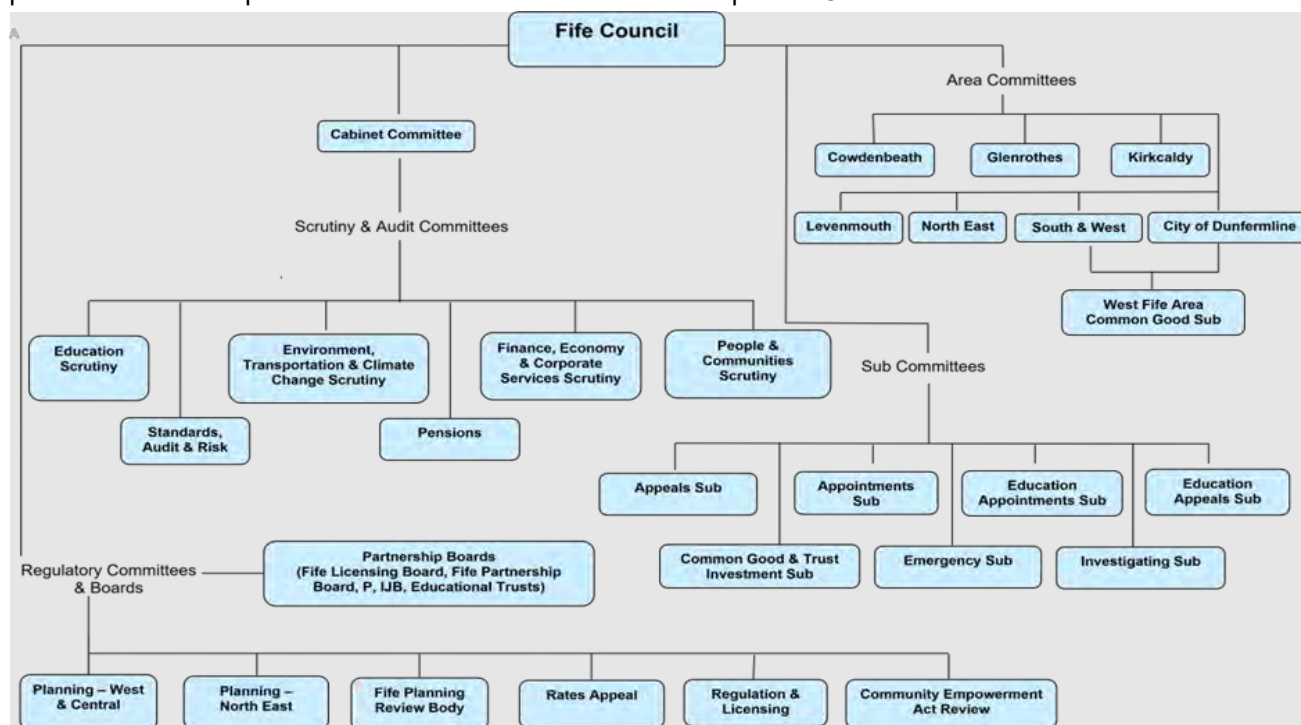 Fife Council
A
Area Committees
Cabinet Committee
Cowdenbeath
Glenrothes
Kirkcaldy
Scrutiny & Audit Committees
Levenmouth
North East
South & West
City of Dunfermline
West Fife Area
Common Good Sub
Education
Scrutiny
Environment,
Transportation & Climate
Change Scrutiny
Finance, Economy
& Corporate
Services Scrutiny
People &
Communities
Scrutiny
Sub Committees
Standards,
Audit & Risk
Pensions
Appeals Sub
Appointments
Sub
Education
Appointments Sub
Education
Appeals Sub
Common Good & Trust
Investment Sub
Emergency Sub
Investigating Sub
Regulatory Committees
& Boards
Partnership Boards
(Fife Licensing Board, Fife Partnership
Board, P, IJB, Educational Trusts)
Planning – West
& Central
Planning –
North East
Fife Planning
Review Body
Rates Appeal
Regulation &
Licensing
Community Empowerment
Act Review